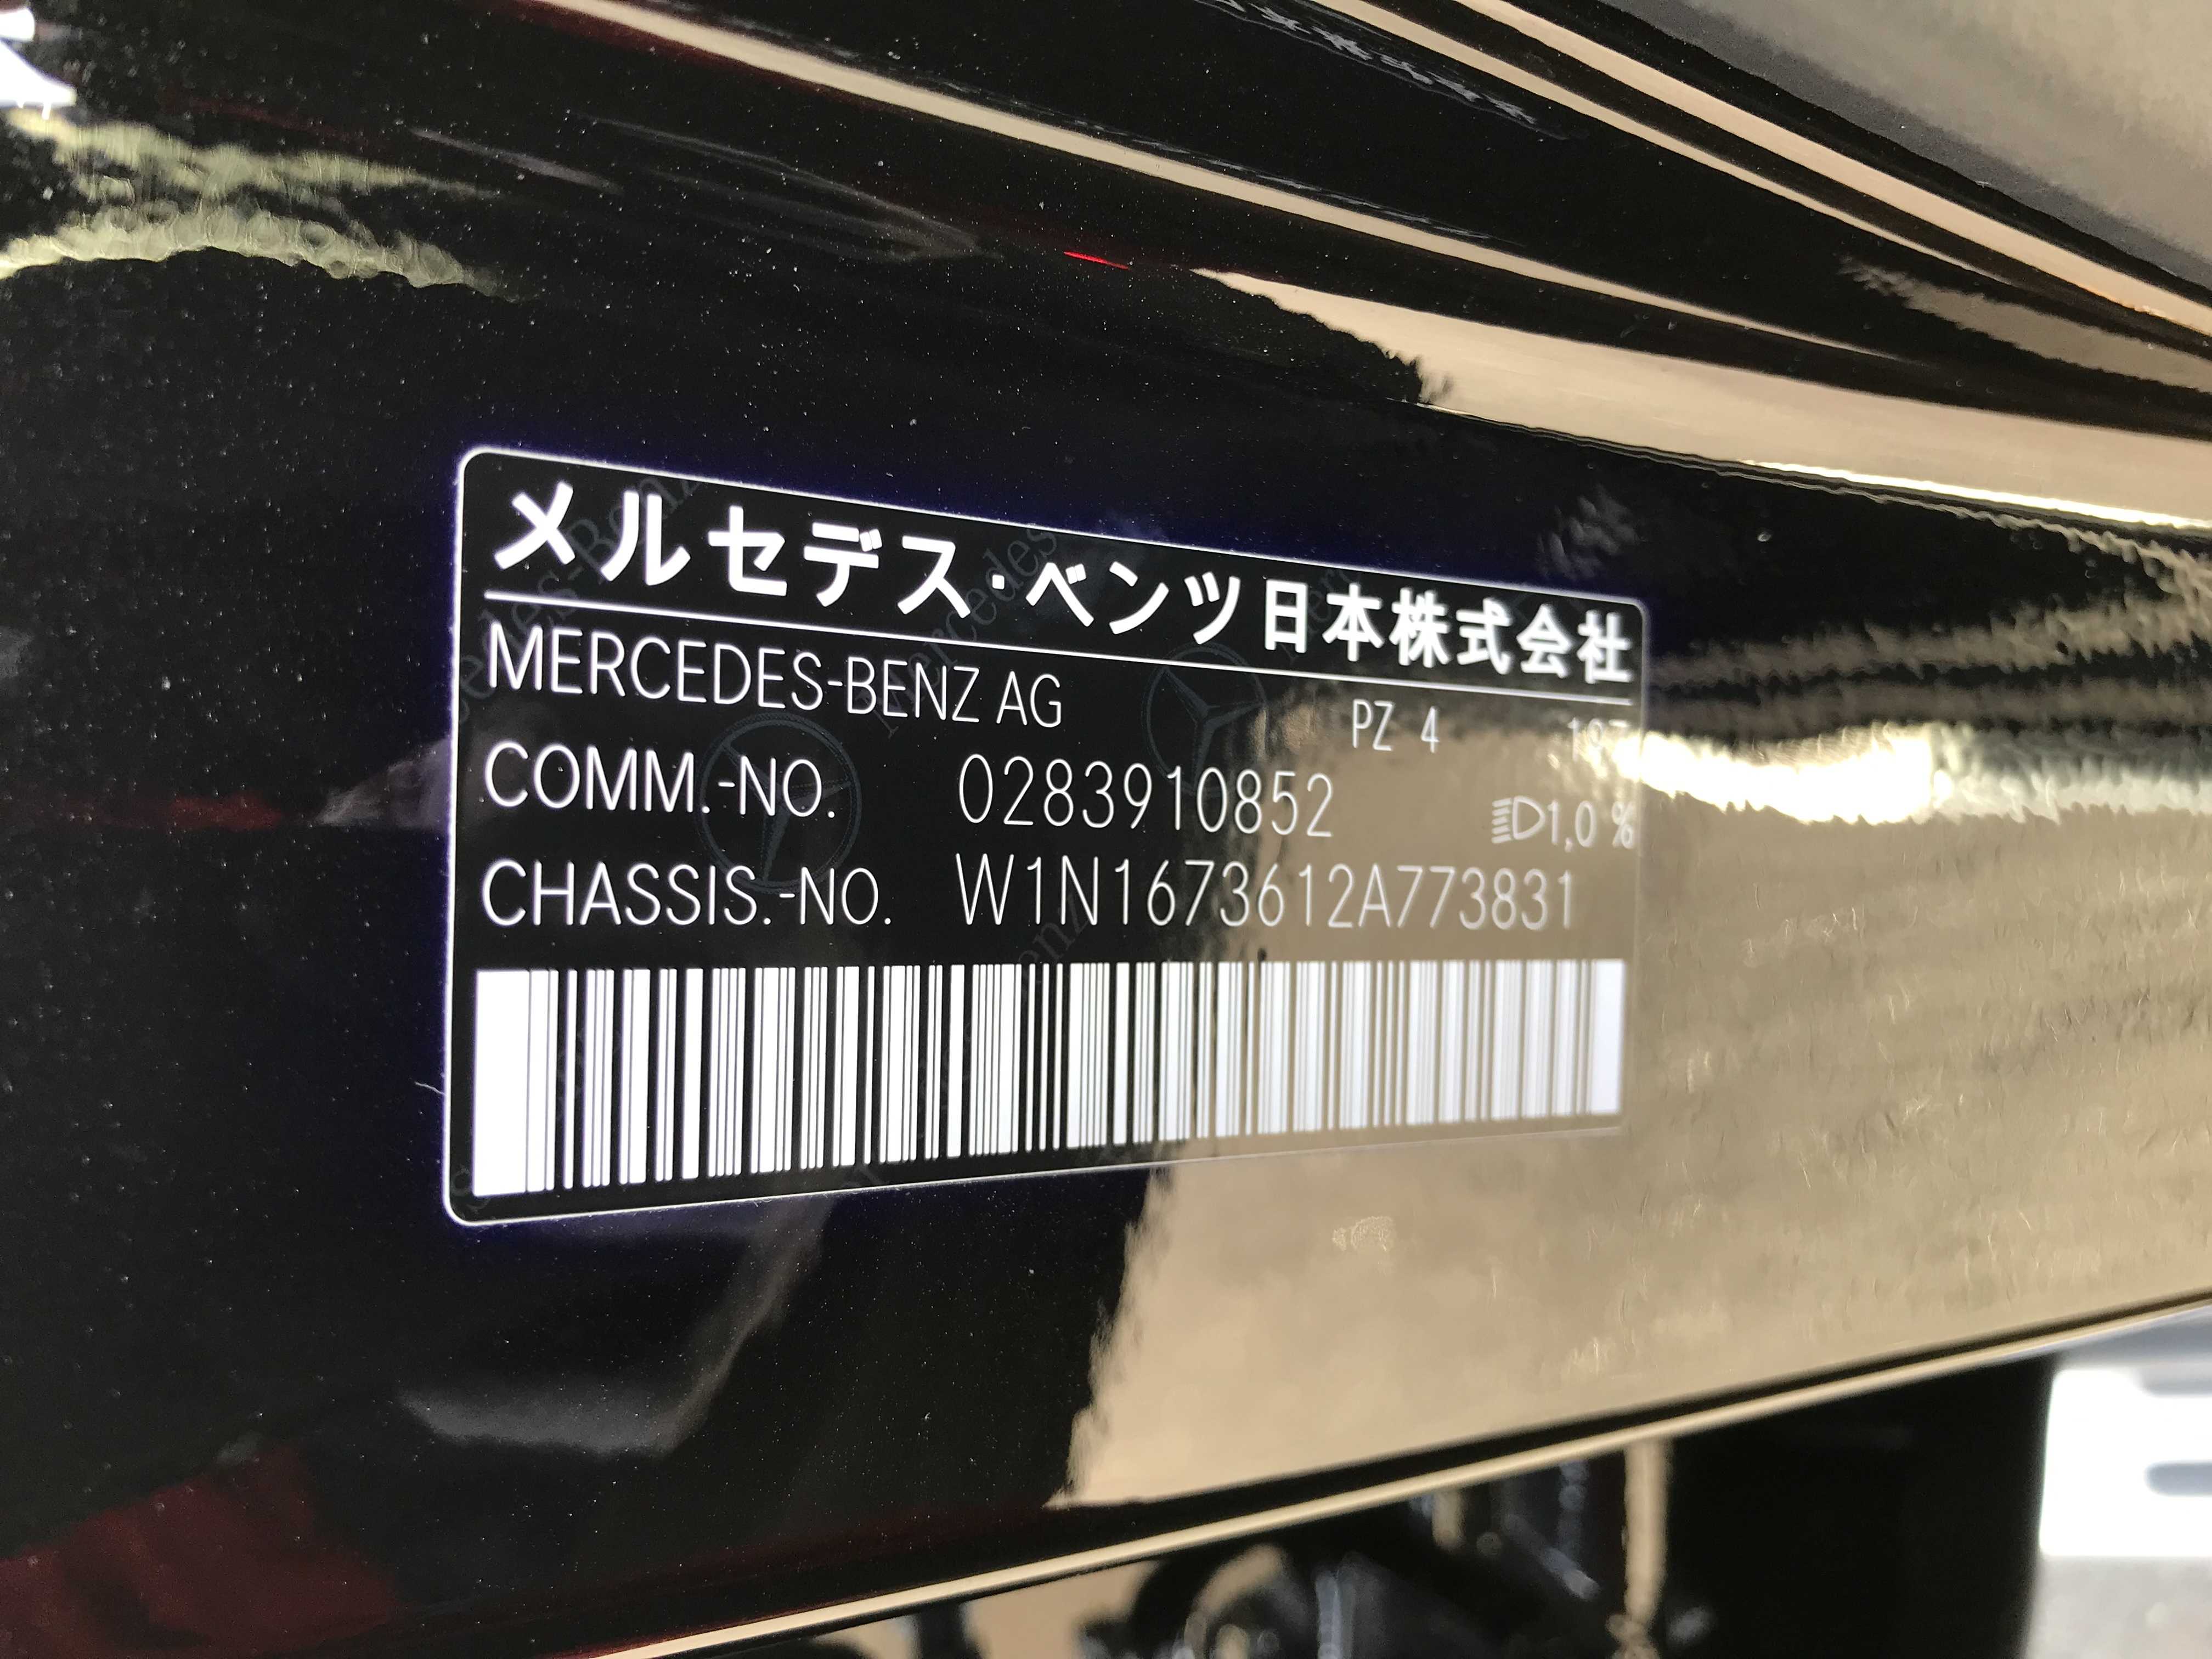 メルセデス・ベンツ日本株式会社
MERCEDES-BENZ AG PZ 4
COMM.-NO. 0283910852 1,0 %
CHASSIS.-NO. W1N1673612A773831